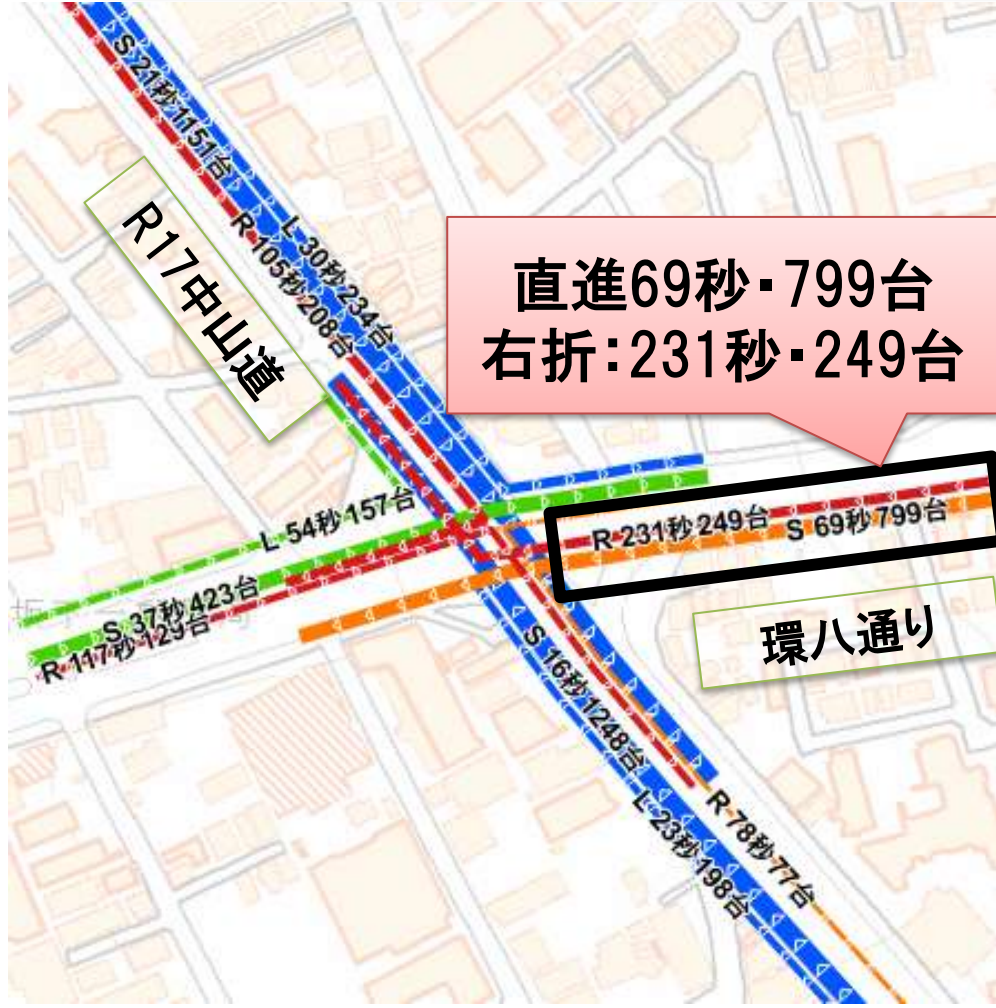 S 21秒1151台
L 30秒 234台
R 105秒 208台
R17中山道
直進69秒・799台
右折：231秒・249台
L 54秒 157台
R 231秒 249台
S 69秒 799台
S 37秒 423台
R 117秒 129台
環八通り
S 16秒 1248台
R 78秒 77台
L 23秒 198台